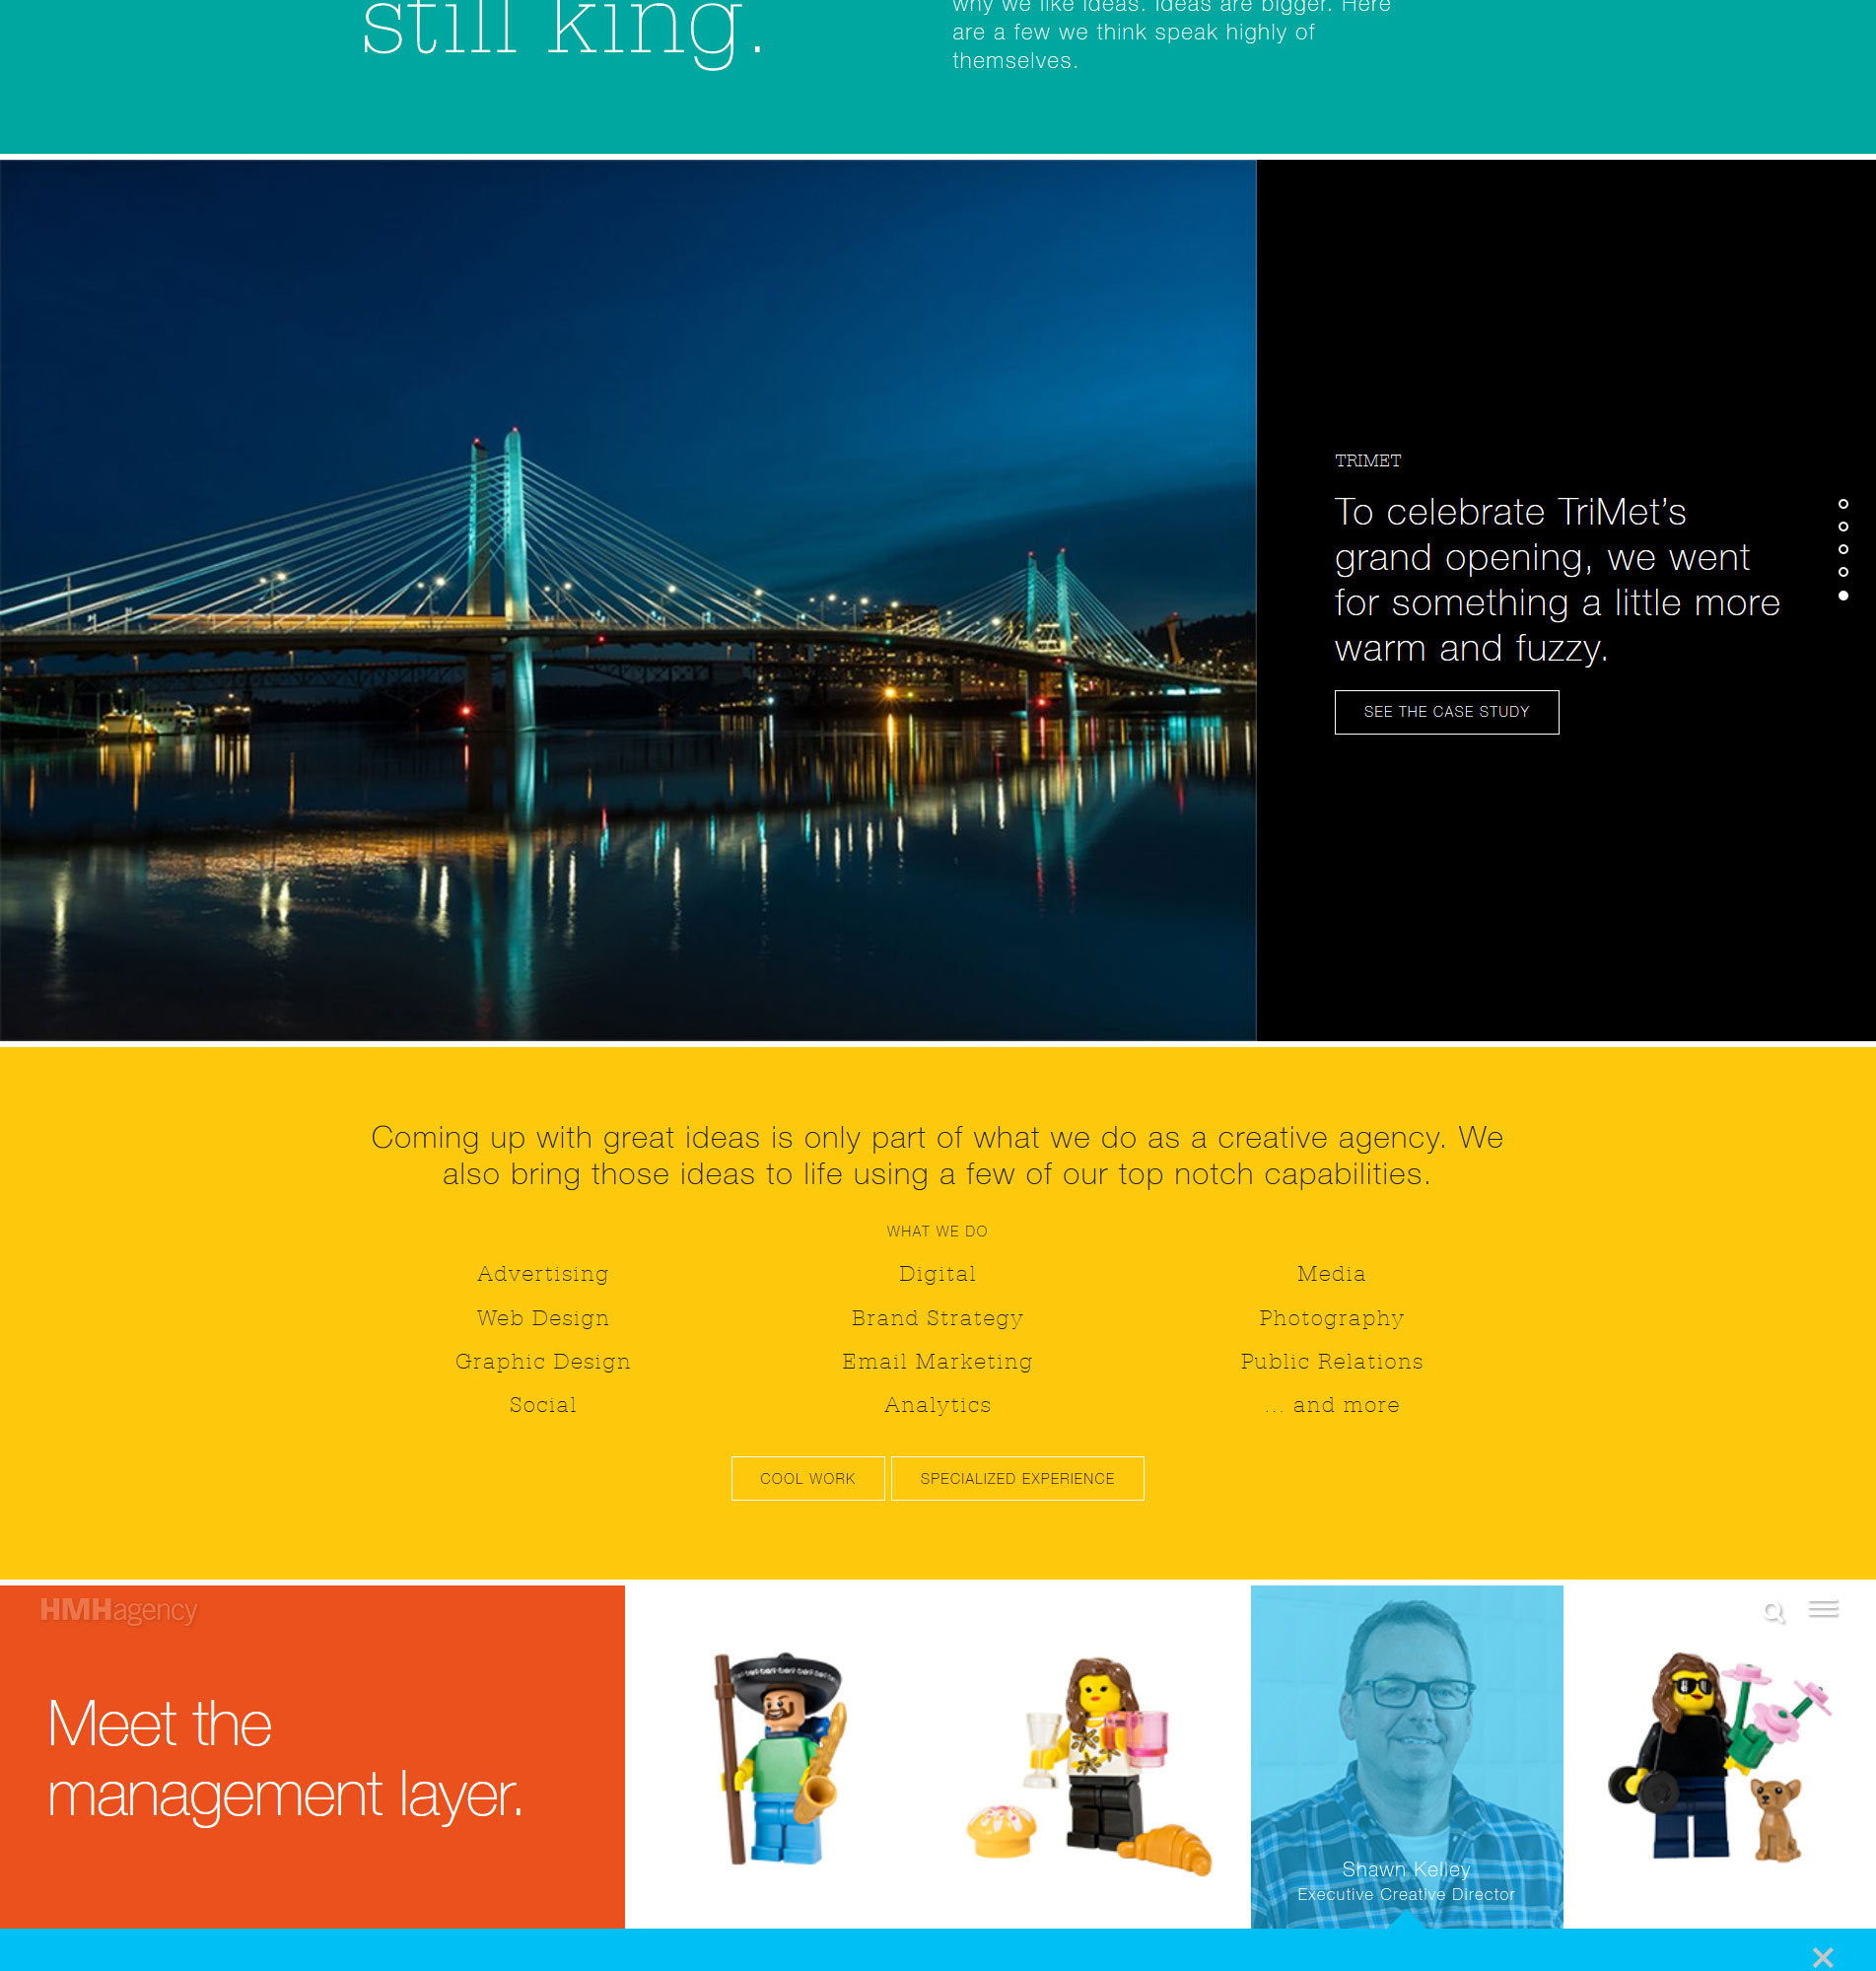 still king.
why we like ideas. Ideas are bigger. Here
are a few we think speak highly of
themselves.
TRIMET
To celebrate TriMet’s
grand opening, we went
for something a little more
warm and fuzzy.
SEE THE CASE STUDY
Coming up with great ideas is only part of what we do as a creative agency. We
also bring those ideas to life using a few of our top notch capabilities.
WHAT WE DO
Advertising
Digital
Media
Web Design
Brand Strategy
Photography
Graphic Design
Email Marketing
Public Relations
Social
Analytics
... and more
COOL WORK
SPECIALIZED EXPERIENCE
HMHagency
Meet the
management layer.
Shawn Kelley
Executive Creative Director